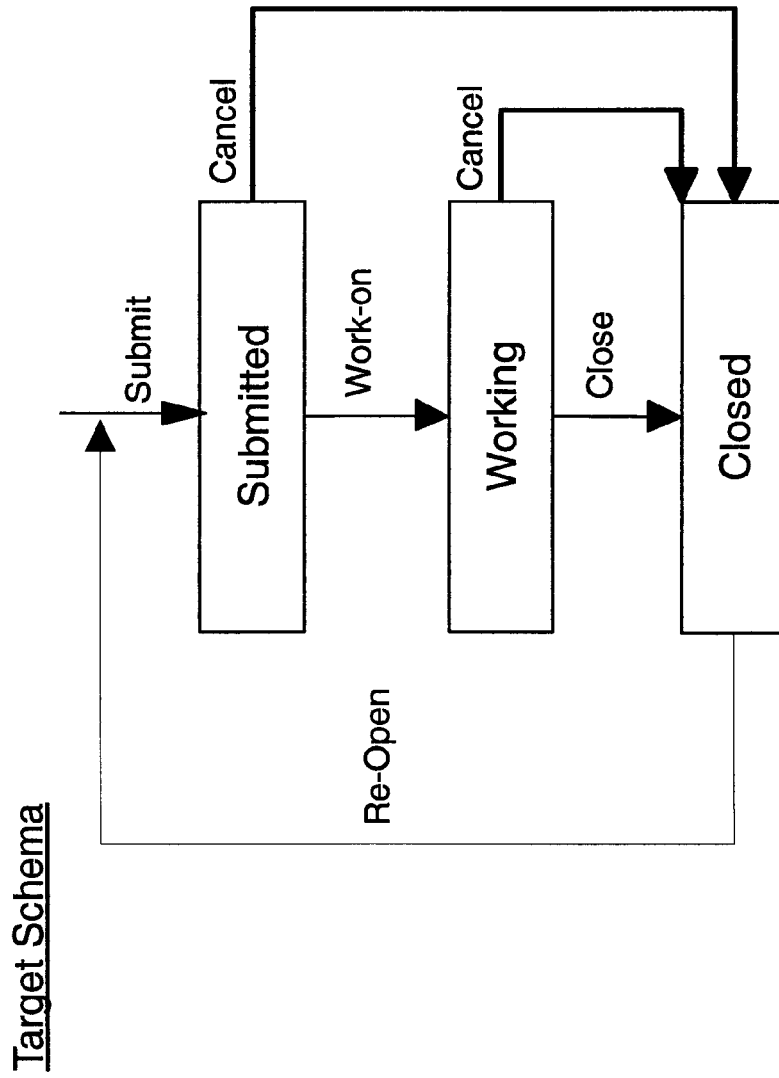 Target Schema
Submit
Submitted
Cancel
Work-on
Working
Cancel
Close
Closed
Re-Open